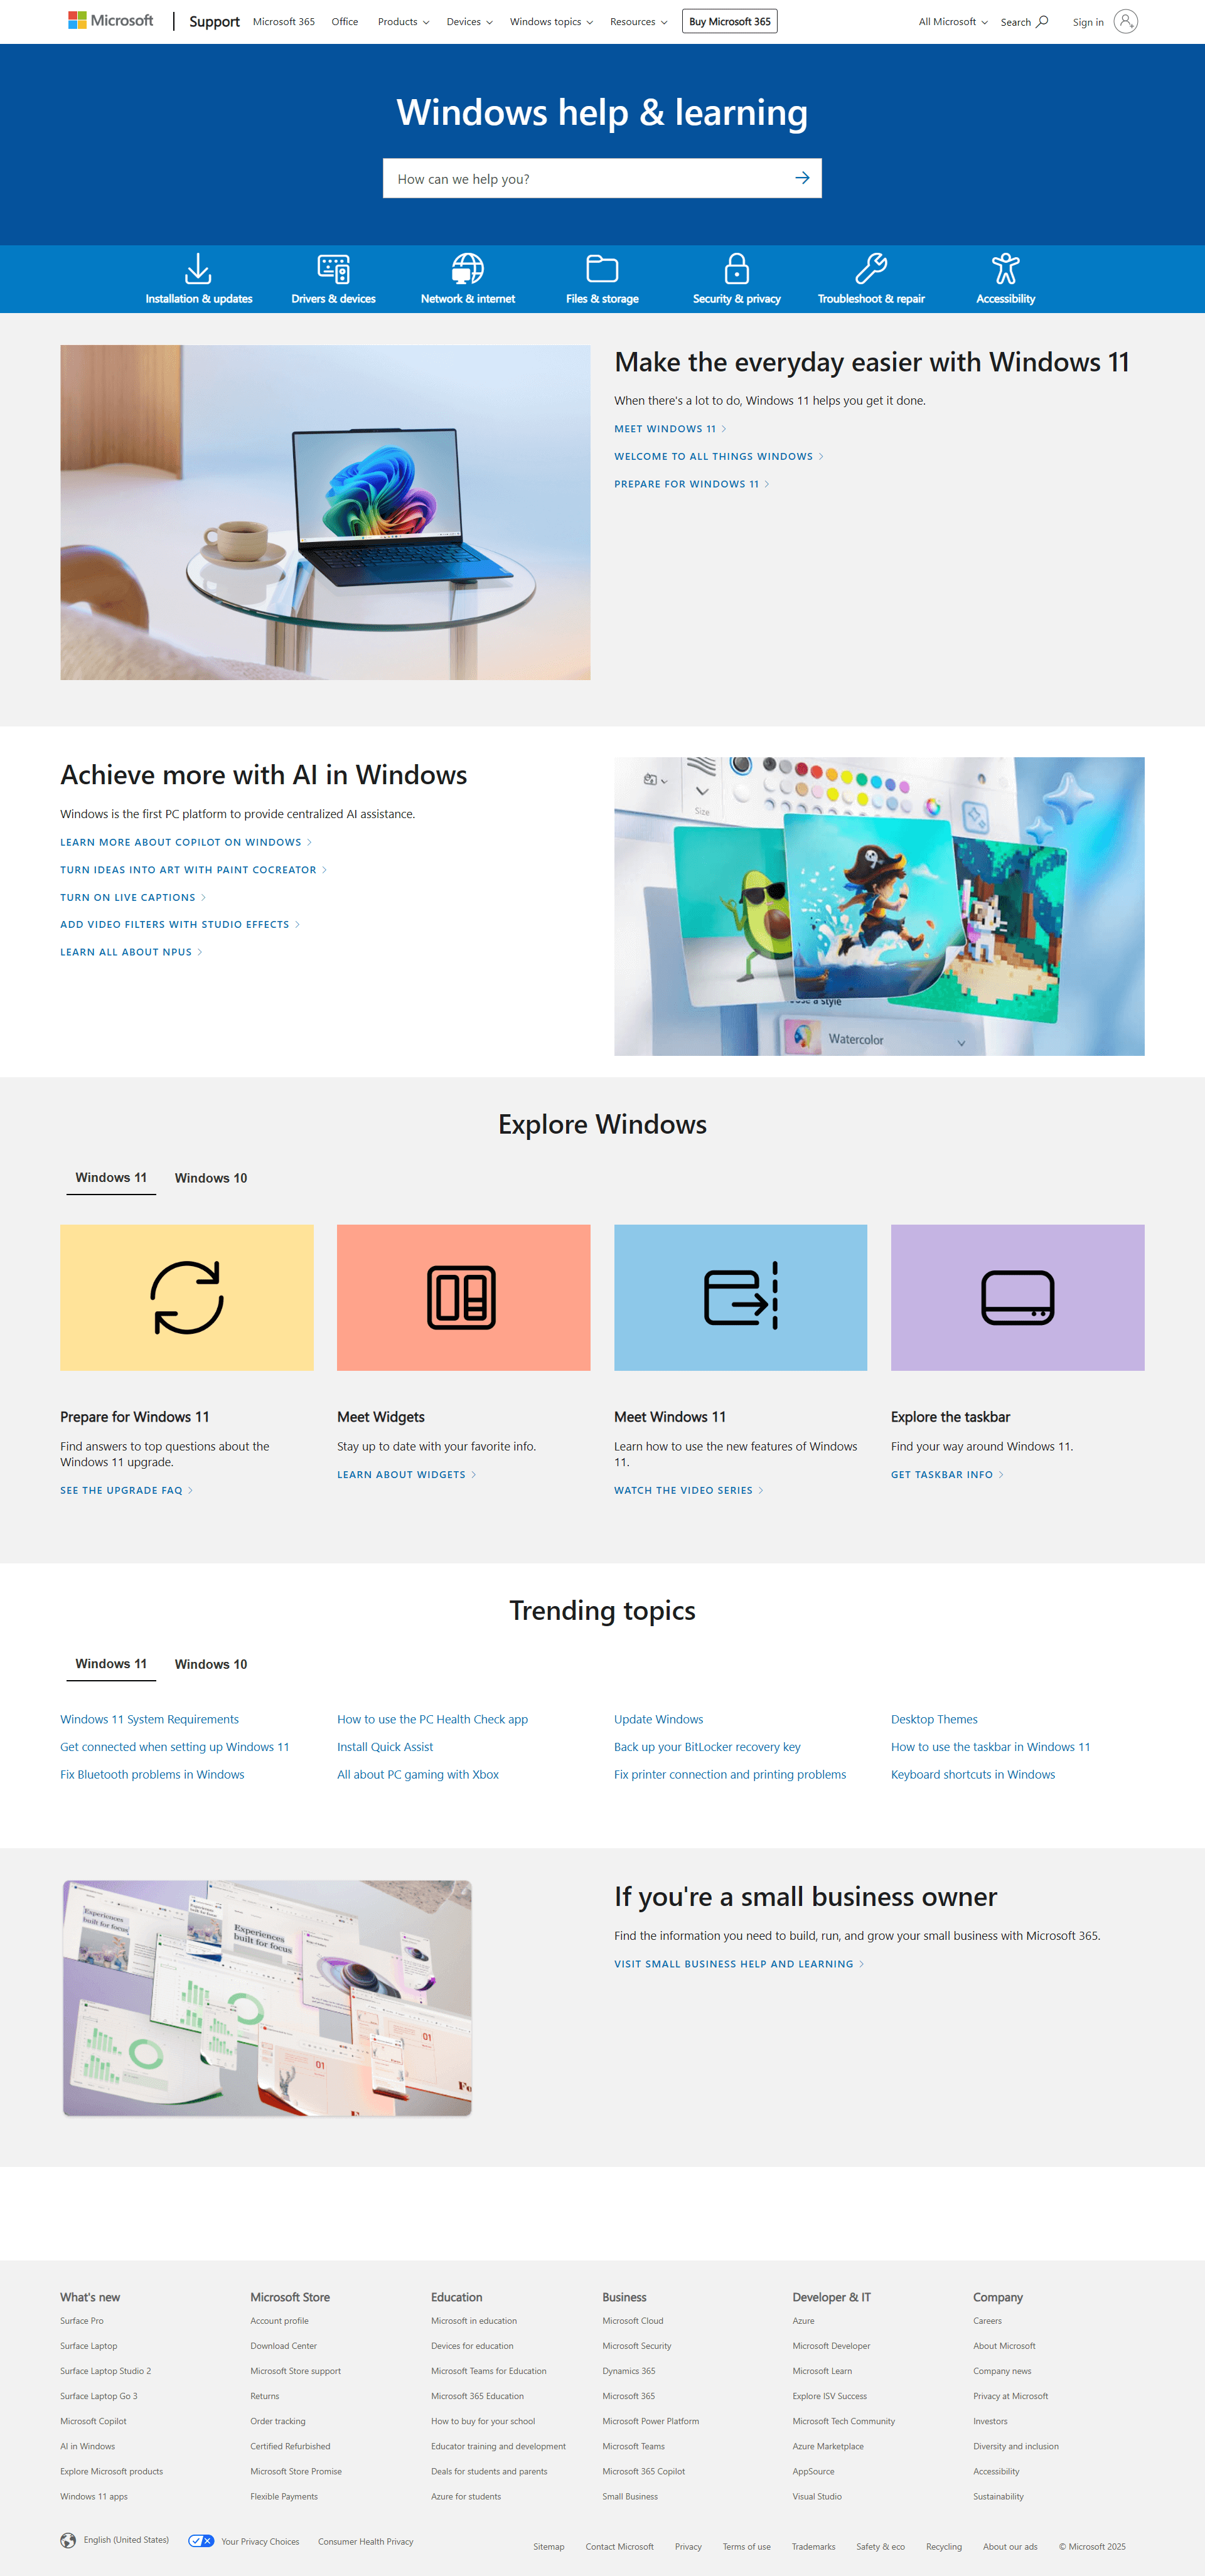 Microsoft
Support
Microsoft 365
Office
Products
Devices
Windows topics
Resources
Buy Microsoft 365
All Microsoft
Search
Sign in
Windows help & learning
How can we help you?
Installation & updates
Drivers & devices
Network & internet
Files & storage
Security & privacy
Troubleshoot & repair
Accessibility
Make the everyday easier with Windows 11
When there's a lot to do, Windows 11 helps you get it done.
MEET WINDOWS 11
WELCOME TO ALL THINGS WINDOWS
PREPARE FOR WINDOWS 11
Achieve more with AI in Windows
Windows is the first PC platform to provide centralized AI assistance.
LEARN MORE ABOUT COPILOT ON WINDOWS
TURN IDEAS INTO ART WITH PAINT COCREATOR
TURN ON LIVE CAPTIONS
ADD VIDEO FILTERS WITH STUDIO EFFECTS
LEARN ALL ABOUT NPUS
Size
a style
Watercolor
Explore Windows
Windows 11
Windows 10
Prepare for Windows 11
Find answers to top questions about the
Windows 11 upgrade.
SEE THE UPGRADE FAQ
Meet Widgets
Stay up to date with your favorite info.
LEARN ABOUT WIDGETS
Meet Windows 11
Learn how to use the new features of Windows
11.
WATCH THE VIDEO SERIES
Explore the taskbar
Find your way around Windows 11.
GET TASKBAR INFO
Trending topics
Windows 11
Windows 10
Windows 11 System Requirements
Get connected when setting up Windows 11
Fix Bluetooth problems in Windows
How to use the PC Health Check app
Install Quick Assist
All about PC gaming with Xbox
Update Windows
Back up your BitLocker recovery key
Fix printer connection and printing problems
Desktop Themes
How to use the taskbar in Windows 11
Keyboard shortcuts in Windows
Experiences
built for focus
Experiences
built for focus
01
01
Fo
If you're a small business owner
Find the information you need to build, run, and grow your small business with Microsoft 365.
VISIT SMALL BUSINESS HELP AND LEARNING
What's new
Surface Pro
Surface Laptop
Surface Laptop Studio 2
Surface Laptop Go 3
Microsoft Copilot
AI in Windows
Explore Microsoft products
Windows 11 apps
Microsoft Store
Account profile
Download Center
Microsoft Store support
Returns
Order tracking
Certified Refurbished
Microsoft Store Promise
Flexible Payments
Education
Microsoft in education
Devices for education
Microsoft Teams for Education
Microsoft 365 Education
How to buy for your school
Educator training and development
Deals for students and parents
Azure for students
Business
Microsoft Cloud
Microsoft Security
Dynamics 365
Microsoft 365
Microsoft Power Platform
Microsoft Teams
Microsoft 365 Copilot
Small Business
Developer & IT
Azure
Microsoft Developer
Microsoft Learn
Explore ISV Success
Microsoft Tech Community
Azure Marketplace
AppSource
Visual Studio
Company
Careers
About Microsoft
Company news
Privacy at Microsoft
Investors
Diversity and inclusion
Accessibility
Sustainability
English (United States)
Your Privacy Choices
Consumer Health Privacy
Sitemap
Contact Microsoft
Privacy
Terms of use
Trademarks
Safety & eco
Recycling
About our ads
© Microsoft 2025